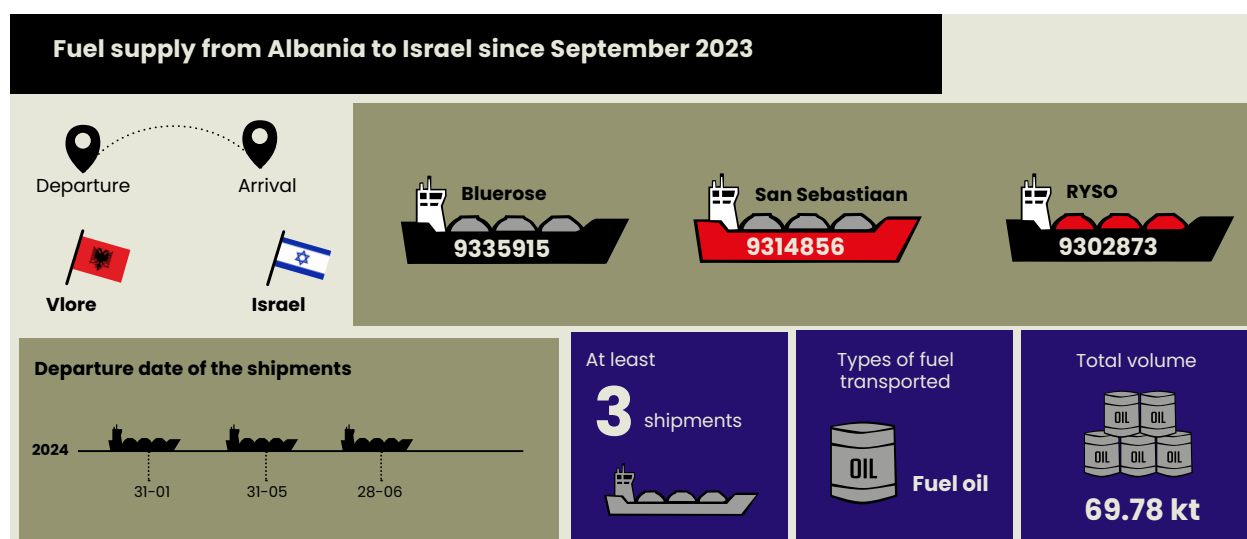 Fuel supply from Albania to Israel since September 2023
Departure
Arrival
Vlore
Israel
Bluerose
9335915
San Sebastiaan
9314856
RYSO
9302873
Departure date of the shipments
2024
31-01
31-05
28-06
At least
3 shipments
Types of fuel
transported
OIL
Fuel oil
Total volume
OIL OIL
OIL OIL OIL
69.78 kt